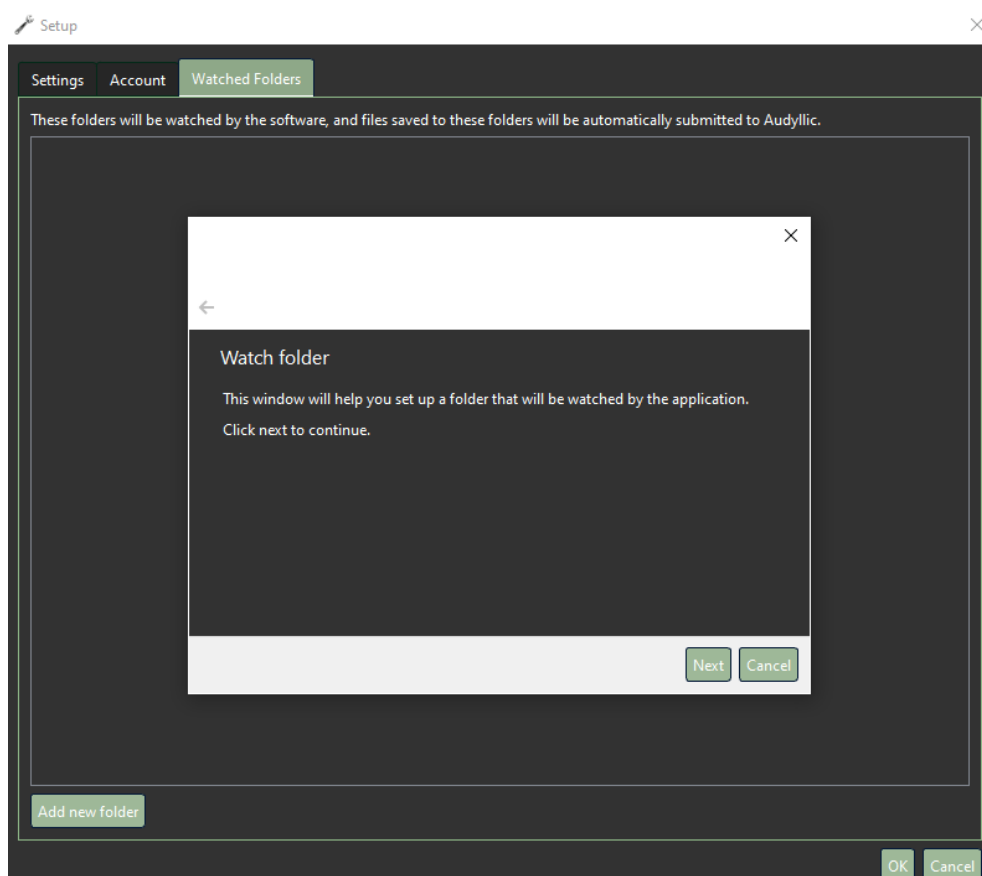 Setup
Settings Account Watched Folders
These folders will be watched by the software, and files saved to these folders will be automatically submitted to Audyllic.
Watch folder
This window will help you set up a folder that will be watched by the application.
Click next to continue.
Next Cancel
Add new folder
OK Cancel